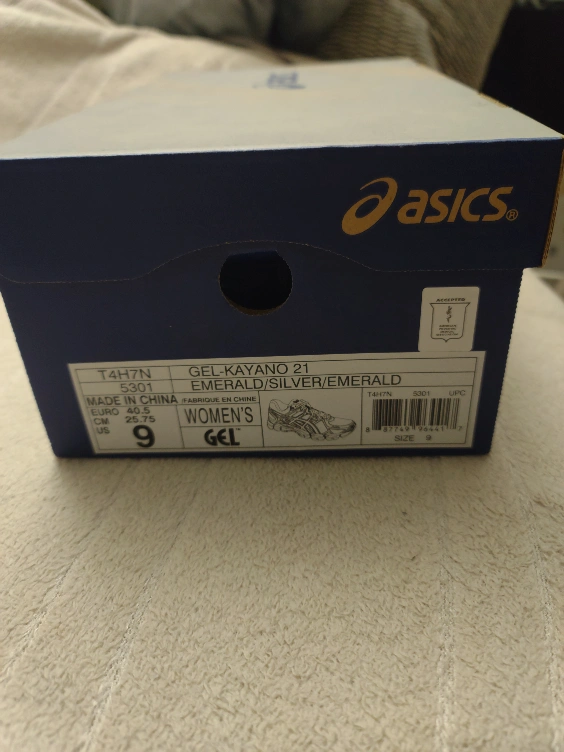 asics®
T4H7N GEL-KAYANO 21
5301 EMERALD/SILVER/EMERALD
MADE IN CHINA /FABRIQUE EN CHINE
EURO 40.5
CM 25.75
US 9
WOMEN'S
GEL™
T4H7N 5301 UPC
SIZE 9